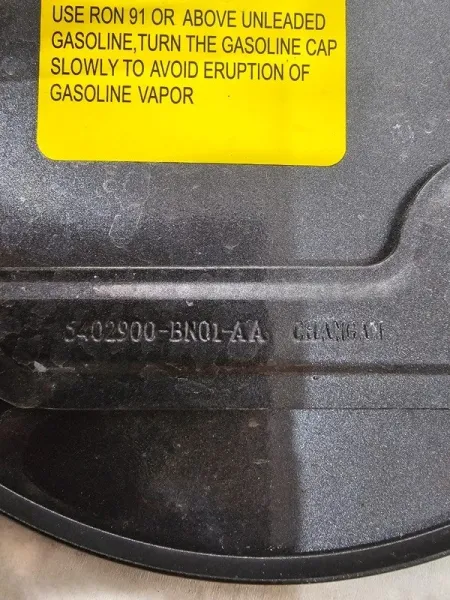 USE RON 91 OR ABOVE UNLEADED
GASOLINE,TURN THE GASOLINE CAP
SLOWLY TO AVOID ERUPTION OF
GASOLINE VAPOR
5402900-BN01-AA CHANGAN